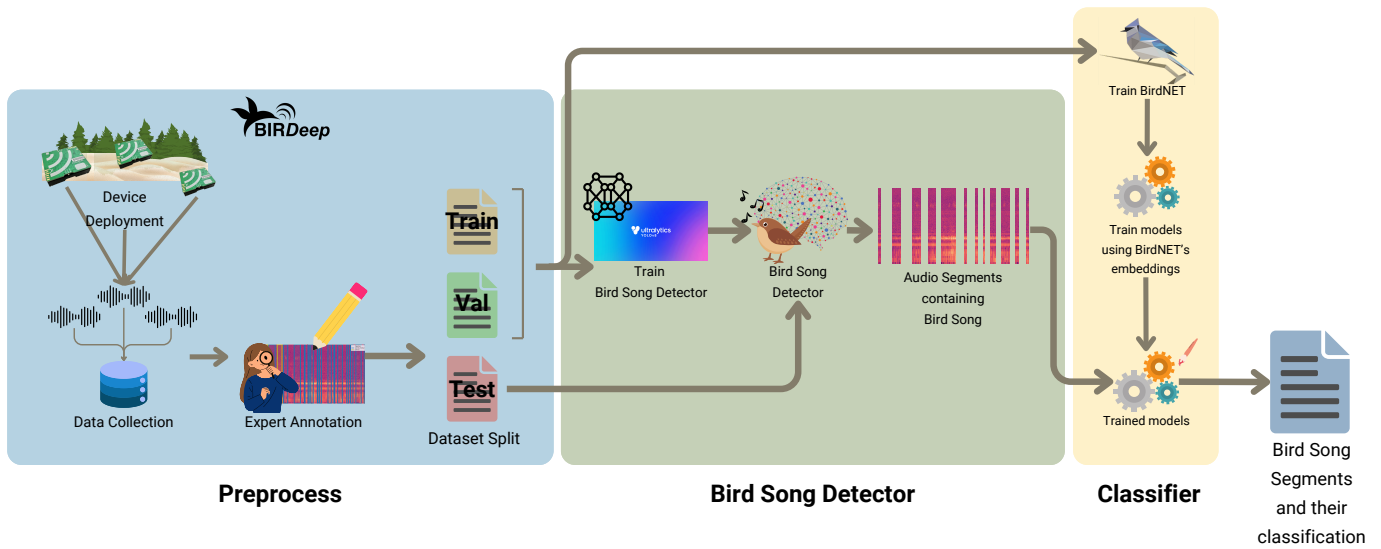 BIRDeep
Device
Deployment
Data Collection
Expert Annotation
Train
Val
Test
Dataset Split
Preprocess
ultralytics
YOLOv8
Train
Bird Song Detector
Bird Song
Detector
Audio Segments
containing
Bird Song
Bird Song Detector
Train BirdNET
Train models
using BirdNET's
embeddings
Trained models
Classifier
Bird Song
Segments
and their
classification